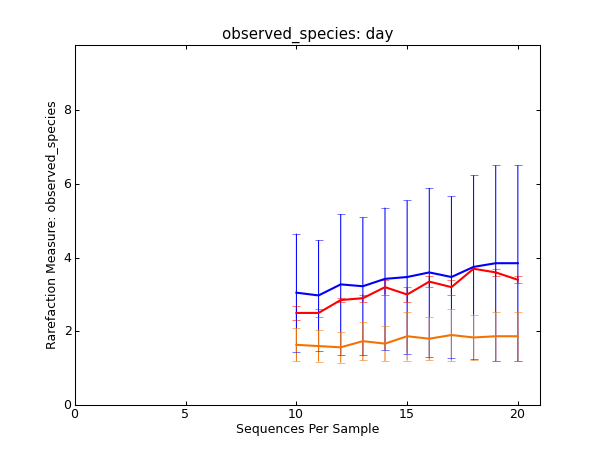 observed_species: day
Rarefaction Measure: observed_species
8
6
4
2
0
0 5 10 15 20
Sequences Per Sample